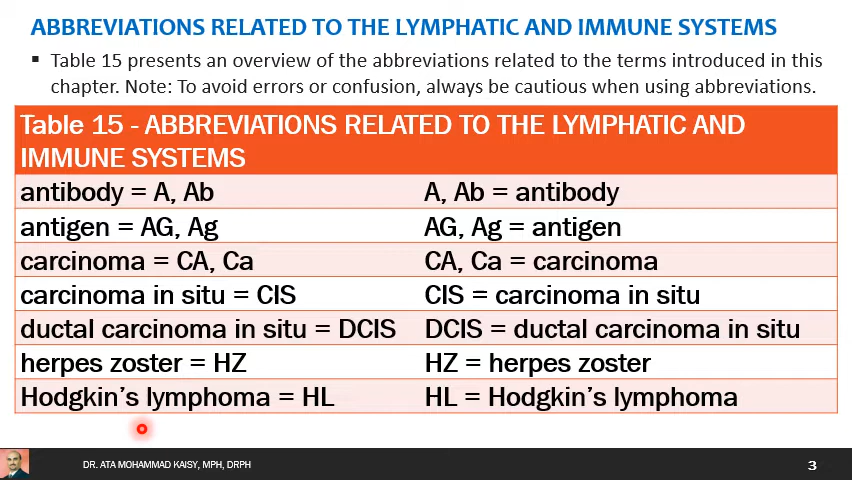 ABBREVIATIONS RELATED TO THE LYMPHATIC AND IMMUNE SYSTEMS
▪ Table 15 presents an overview of the abbreviations related to the terms introduced in this
chapter. Note: To avoid errors or confusion, always be cautious when using abbreviations.
Table 15 - ABBREVIATIONS RELATED TO THE LYMPHATIC AND
IMMUNE SYSTEMS
antibody = A, Ab A, Ab = antibody
antigen = AG, Ag AG, Ag = antigen
carcinoma = CA, Ca CA, Ca = carcinoma
carcinoma in situ = CIS CIS = carcinoma in situ
ductal carcinoma in situ = DCIS DCIS = ductal carcinoma in situ
herpes zoster = HZ HZ = herpes zoster
Hodgkin’s lymphoma = HL HL = Hodgkin’s lymphoma
DR. ATA MOHAMMAD KAISY, MPH, DRPH 3